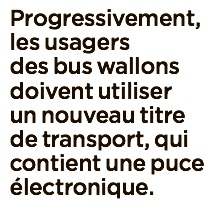 Progressivement,
les usagers
des bus wallons
doivent utiliser
un nouveau titre
de transport, qui
contient une puce
électronique.